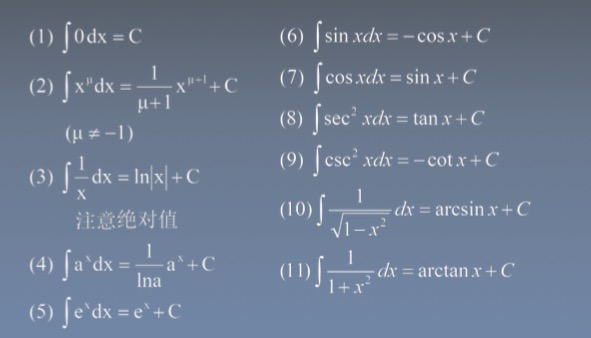 (1) ∫0dx = C
(2) ∫x^μ dx = 1/(μ+1) x^(μ+1) + C
(μ ≠ −1)
(3) ∫1/x dx = ln|x| + C
注意绝对值
(4) ∫a^x dx = 1/lna a^x + C
(5) ∫e^x dx = e^x + C
(6) ∫sin xdx = −cos x + C
(7) ∫cos xdx = sin x + C
(8) ∫sec² xdx = tan x + C
(9) ∫csc² xdx = −cot x + C
(10) ∫1/√(1−x²) dx = arcsin x + C
(11) ∫1/(1+x²) dx = arctan x + C